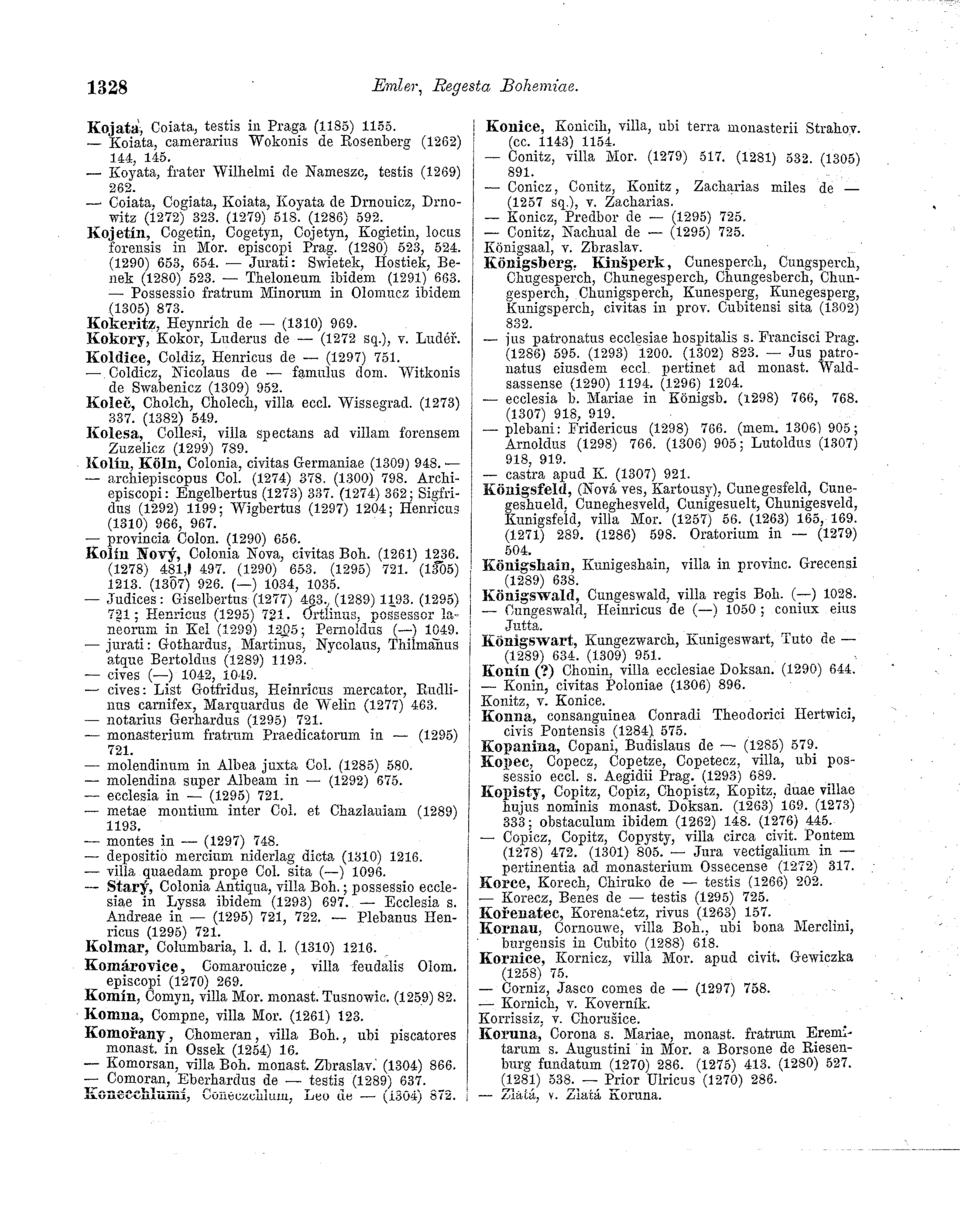 1328
Emler, Regesta Bohemiae.
Kojata, Coiata, testis in Praga (1185) 1155.
— Koiata, camerarius Wokonis de Rosenberg (1262)
144, 145.
— Koyata, frater Wilhelmi de Nameszc, testis (1269)
262.
— Coiata, Cogiata, Koiata, Koyata de Drnouicz, Drno-
witz (1272) 323. (1279) 518. (1286) 592.
Kojetín, Cogetin, Cogetyn, Cojetyn, Kogietin, locus
forensis in Mor. episcopi Prag. (1280) 523, 524.
(1290) 653, 654. — Jurati: Swietek, Hostiek, Be-
nek (1280) 523. — Theloneum ibidem (1291) 663.
— Possessio fratrum Minorum in Olomucz ibidem
(1305) 873.
Kokeritz, Heynrich de — (1310) 969.
Kokory, Kokor, Luderus de — (1272 sq.), v. Luděř.
Koldice, Coldiz, Henricus de — (1297) 751.
— Coldicz, Nicolaus de — famulus dom. Witkonis
de Swabenicz (1309) 952.
Koleč, Cholch, Cholech, villa eccl. Wissegrad. (1273)
337. (1382) 549.
Kolesa, Collesi, villa spectans ad villam forensem
Zuzelicz (1299) 789.
Kolín, Köln, Colonia, civitas Germaniae (1309) 948. —
— archiepiscopus Col. (1274) 378. (1300) 798. Archi-
episcopi: Engelbertus (1273) 337. (1274) 362; Sigfri-
dus (1292) 1199; Wigbertus (1297) 1204; Henricus
(1310) 966, 967.
— provincia Colon. (1290) 656.
Kolín Nový, Colonia Nova, civitas Boh. (1261) 1236.
(1278) 481, 497. (1290) 653. (1295) 721. (1305)
1213. (1307) 926. (—) 1034, 1035.
— Judices: Giselbertus (1277) 463., (1289) 1193. (1295)
721; Henricus (1295) 721. Ortlinus, possessor la-
neorum in Kel (1299) 1205; Pernoldus (—) 1049.
— jurati: Gothardus, Martinus, Nycolaus, Thilmanus
atque Bertoldus (1289) 1193.
— cives (—) 1042, 1049.
— cives: List Gotfridus, Heinricus mercator, Rudli-
nus carnifex, Marquardus de Welin (1277) 463.
— notarius Gerhardus (1295) 721.
— monasterium fratrum Praedicatorum in — (1295)
721.
— molendinum in Albea juxta Col. (1285) 580.
— molendina super Albeam in — (1292) 675.
— ecclesia in — (1295) 721.
— metae montium inter Col. et Chazlauiam (1289)
1193.
— montes in — (1297) 748.
— depositio mercium niderlag dicta (1310) 1216.
— villa quaedam prope Col. sita (—) 1096.
— Starý, Colonia Antiqua, villa Boh.; possessio eccle-
siae in Lyssa ibidem (1293) 697. — Ecclesia s.
Andreae in — (1295) 721, 722. — Plebanus Hen-
ricus (1295) 721.
Kolmar, Columbaria, l. d. l. (1310) 1216.
Komárovice, Comarouicze, villa feudalis Olom.
episcopi (1270) 269.
Komín, Comyn, villa Mor. monast. Tusnowic. (1259) 82.
Komna, Compne, villa Mor. (1261) 123.
Komořany, Chomeran, villa Boh., ubi piscatores
monast. in Ossek (1254) 16.
— Komorsan, villa Boh. monast. Zbraslav. (1304) 866.
— Comoran, Eberhardus de — testis (1289) 637.
Konecchlumí, Coneczchlum, Leo de — (1304) 872.
Konice, Konicih, villa, ubi terra monasterii Strahov.
(cc. 1143) 1154.
— Conitz, villa Mor. (1279) 517. (1281) 532. (1305)
891.
— Conicz, Conitz, Konitz, Zacharias miles de —
(1257 sq.), v. Zacharias.
— Konicz, Predbor de — (1295) 725.
— Conitz, Nachual de — (1295) 725.
Königsaal, v. Zbraslav.
Königsberg, Kinšperk, Cunesperch, Cungsperch,
Chugesperch, Chunegesperch, Chungesberch, Chun-
gesperch, Chunigsperch, Kunesperg, Kunegesperg,
Kunigsperch, civitas in prov. Cubitensi sita (1302)
832.
— jus patronatus ecclesiae hospitalis s. Francisci Prag.
(1286) 595. (1293) 1200. (1302) 823. — Jus patro-
natus eiusdem eccl. pertinet ad monast. Wald-
sassense (1290) 1194. (1296) 1204.
— ecclesia b. Mariae in Königsb. (1298) 766, 768.
(1307) 918, 919.
— plebani: Fridericus (1298) 766. (mem. 1306) 905;
Arnoldus (1298) 766. (1306) 905; Lutoldus (1307)
918, 919.
— castra apud K. (1307) 921.
Königsfeld, (Nová ves, Kartousy), Cunegesfeld, Cune-
geshueld, Cuneghesveld, Cunigesuelt, Chunigesveld,
Kunigsfeld, villa Mor. (1257) 56. (1263) 165, 169.
(1271) 289. (1286) 598. Oratorium in — (1279)
504.
Königshain, Kunigeshain, villa in provinc. Grecensi
(1289) 638.
Königswald, Cungeswald, villa regis Boh. (—) 1028.
— Cungeswald, Heinricus de (—) 1050; coniux eius
Jutta.
Königswart, Kungezwarch, Kunigeswart, Tuto de —
(1289) 634. (1309) 951.
Konín (?) Chonin, villa ecclesiae Doksan. (1290) 644.
— Konin, civitas Poloniae (1306) 896.
Konitz, v. Konice.
Konna, consanguinea Conradi Theodorici Hertwici,
civis Pontensis (1284) 575.
Kopanina, Copani, Budislaus de — (1285) 579.
Kopec, Copecz, Copetze, Copetecz, villa, ubi pos-
sessio eccl. s. Aegidii Prag. (1293) 689.
Kopisty, Copitz, Copiz, Chopistz, Kopitz, duae villae
hujus nominis monast. Doksan. (1263) 169. (1273)
333; obstaculum ibidem (1262) 148. (1276) 445.
— Copicz, Copitz, Copysty, villa circa civit. Pontem
(1278) 472. (1301) 805. — Jura vectigalium in —
pertinentia ad monasterium Ossecense (1272) 317.
Korce, Korech, Chiruko de — testis (1266) 202.
— Korecz, Benes de — testis (1295) 725.
Kořenatec, Korenatetz, rivus (1263) 157.
Kornau, Cornouwe, villa Boh., ubi bona Merclini,
burgensis in Cubito (1288) 618.
Kornice, Kornicz, villa Mor. apud civit. Gewiczka
(1258) 75.
— Corniz, Jasco comes de — (1297) 758.
— Kornich, v. Koverník.
Korrissiz, v. Chorušice.
Koruna, Corona s. Mariae, monast. fratrum Eremi-
tarum s. Augustini in Mor. a Borsone de Riesen-
burg fundatum (1270) 286. (1275) 413. (1280) 527.
(1281) 538. — Prior Ulricus (1270) 286.
— Zlatá, v. Zlatá Koruna.